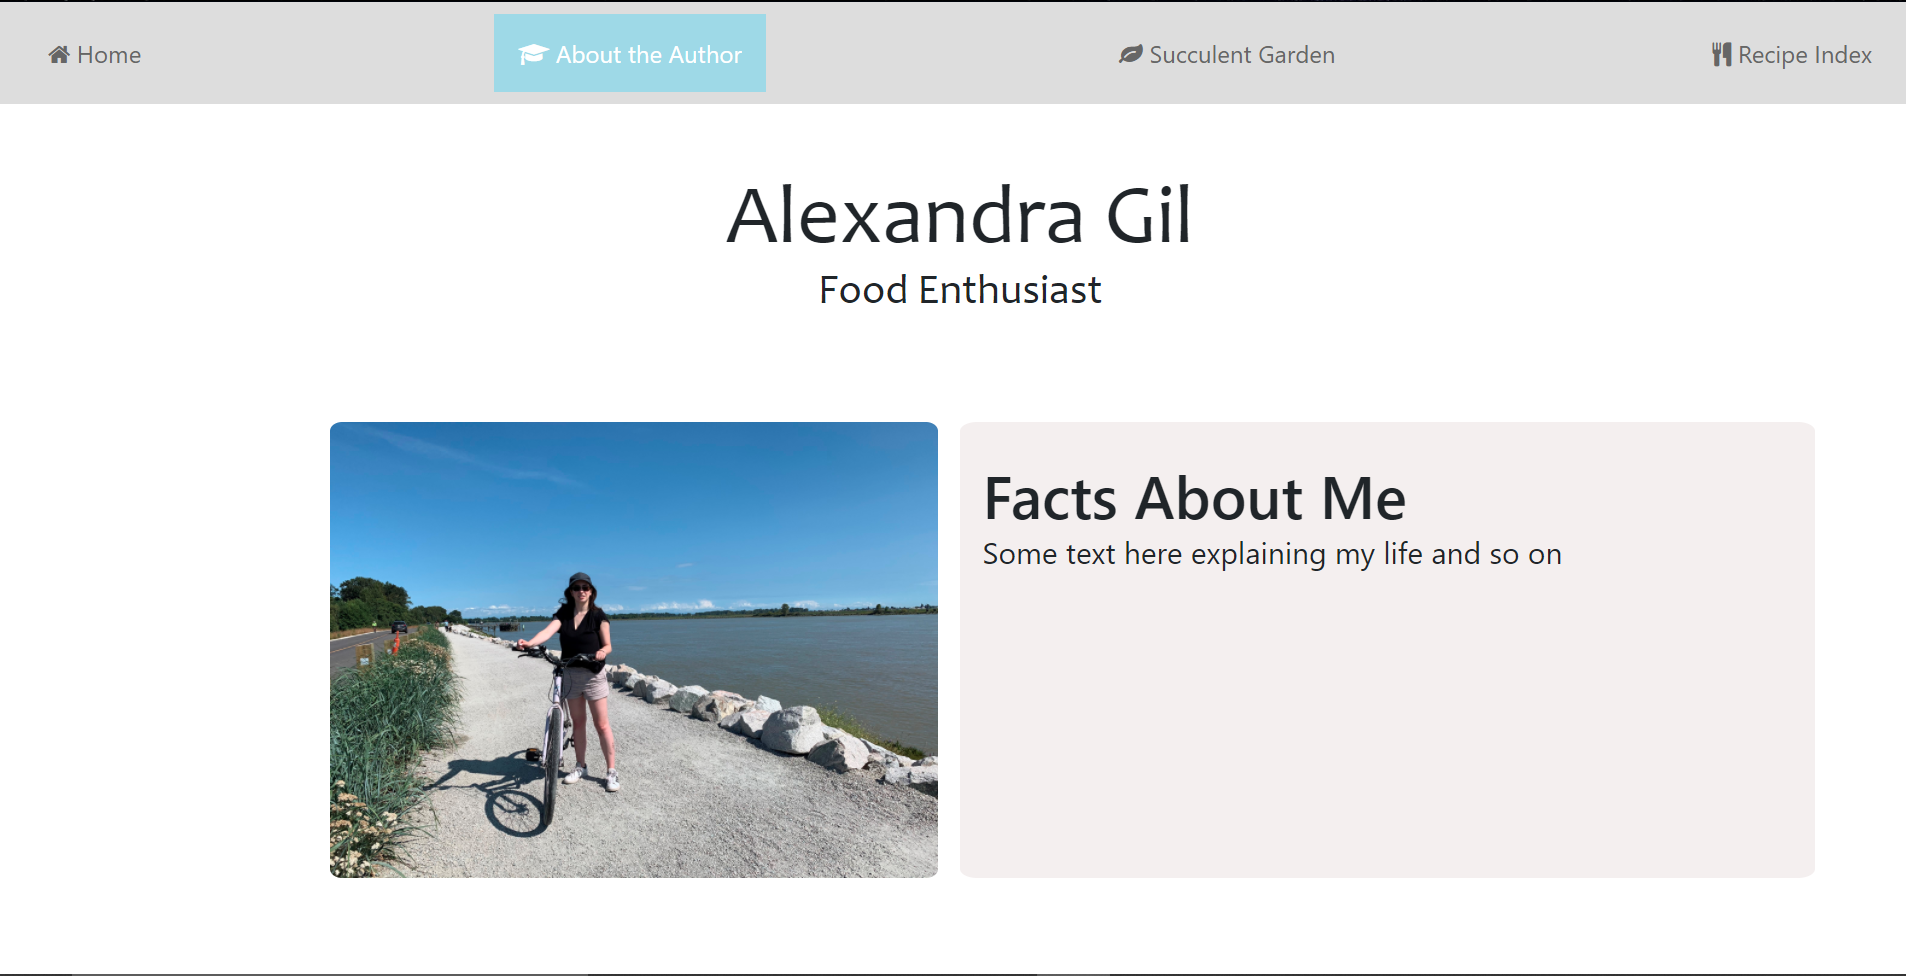 Home
About the Author
Succulent Garden
Recipe Index
Alexandra Gil
Food Enthusiast
Facts About Me
Some text here explaining my life and so on